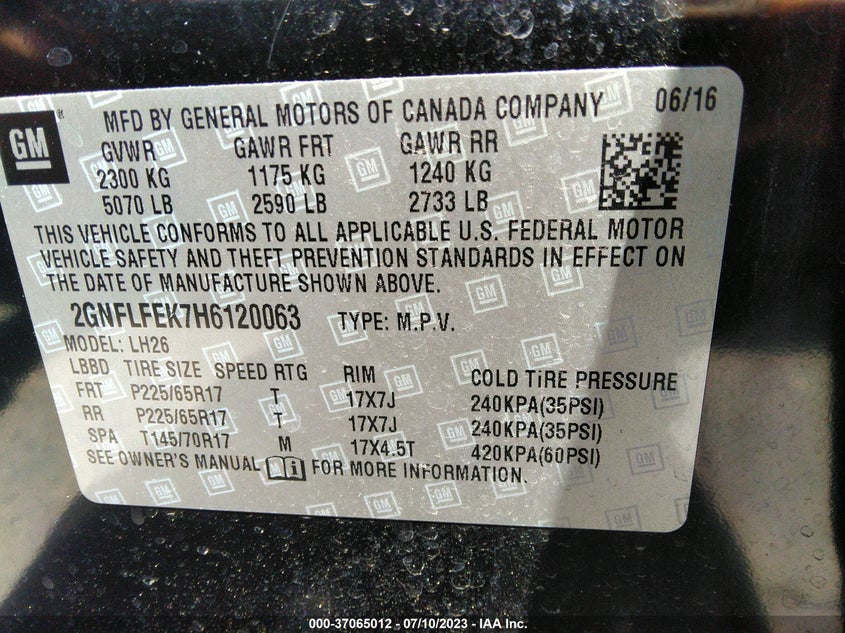 GM
MFD BY GENERAL MOTORS OF CANADA COMPANY 06/16
GVWR GAWR FRT GAWR RR
2300 KG 1175 KG 1240 KG
5070 LB 2590 LB 2733 LB
THIS VEHICLE CONFORMS TO ALL APPLICABLE U.S. FEDERAL MOTOR
VEHICLE SAFETY AND THEFT PREVENTION STANDARDS IN EFFECT ON
THE DATE OF MANUFACTURE SHOWN ABOVE.
2GNFLFEK7H6120063 TYPE: M.P.V.
MODEL: LH26
LBBD TIRE SIZE SPEED RTG RIM COLD TiRE PRESSURE
FRT P225/65R17 T 17X7J 240KPA(35PSI)
RR P225/65R17 T 17X7J 240KPA(35PSI)
SPA T145/70R17 M 17X4.5T 420KPA(60PSI)
SEE OWNER'S MANUAL FOR MORE INFORMATION.
000-37065012 - 07/10/2023 - IAA Inc.